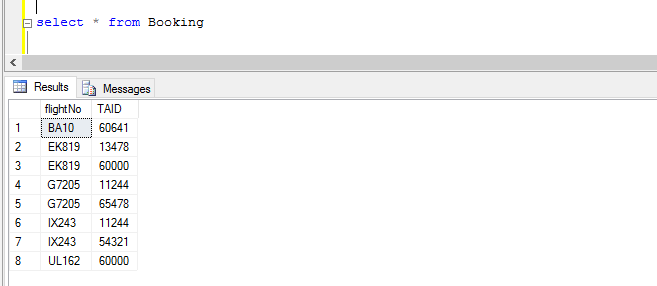 select * from Booking
Results Messages
flightNo TAID
1 BA10 60641
2 EK819 13478
3 EK819 60000
4 G7205 11244
5 G7205 65478
6 IX243 11244
7 IX243 54321
8 UL162 60000